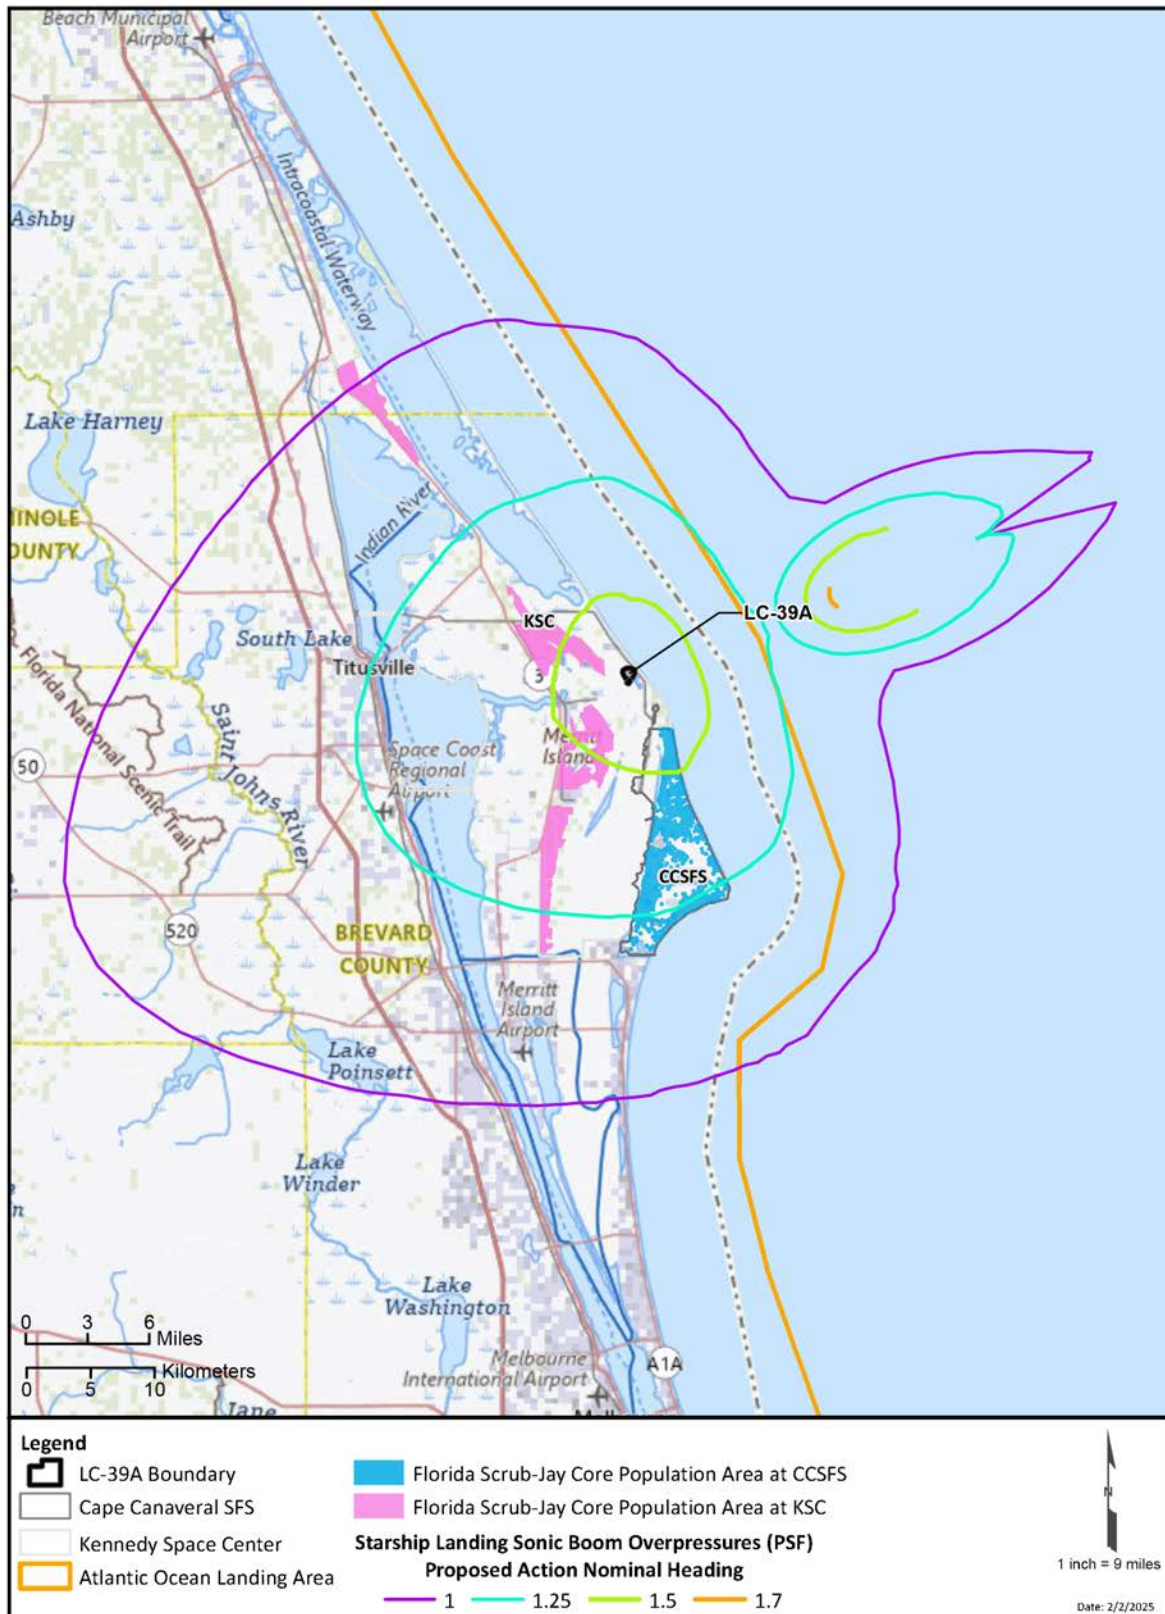 Beach Municipal
Airport
Intracoastal Waterway
Ashby
Lake Harney
INOLE
OUNTY
Indian River
KSC
LC-39A
South Lake
Titusville
3
Florida National Scenic Trail
Saint Johns River
Merritt
Island
50
Space Coast
Regional
Airport
CCSFS
520
BREVARD
COUNTY
Merritt
Island
Airport
Lake
Poinsett
Lake
Winder
n
Lake
Washington
0 3 6
Miles
Kilometers
0 5 10
Melbourne
International Airport
A1A
Jane
Legend
LC-39A Boundary
Cape Canaveral SFS
Kennedy Space Center
Atlantic Ocean Landing Area
Florida Scrub-Jay Core Population Area at CCSFS
Florida Scrub-Jay Core Population Area at KSC
Starship Landing Sonic Boom Overpressures (PSF)
Proposed Action Nominal Heading
1 1.25 1.5 1.7
N
1 inch = 9 miles
Date: 2/2/2025